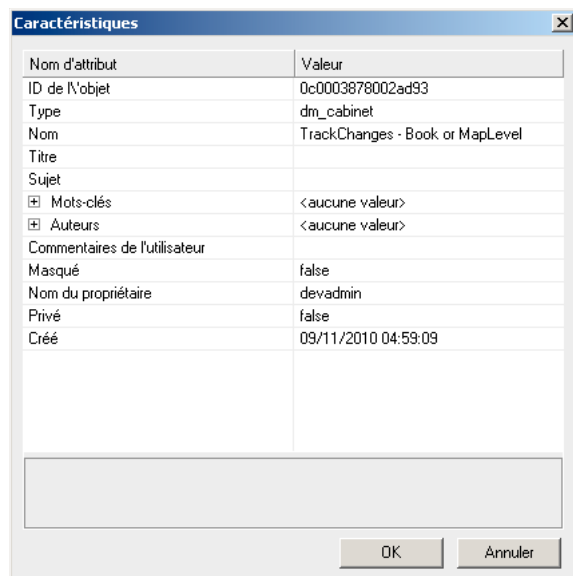 Caractéristiques
Nom d'attribut Valeur
ID de l\'objet 0c0003878002ad93
Type dm_cabinet
Nom TrackChanges - Book or MapLevel
Titre
Sujet
Mots-clés <aucune valeur>
Auteurs <aucune valeur>
Commentaires de l'utilisateur
Masqué false
Nom du propriétaire devadmin
Privé false
Créé 09/11/2010 04:59:09
OK Annuler